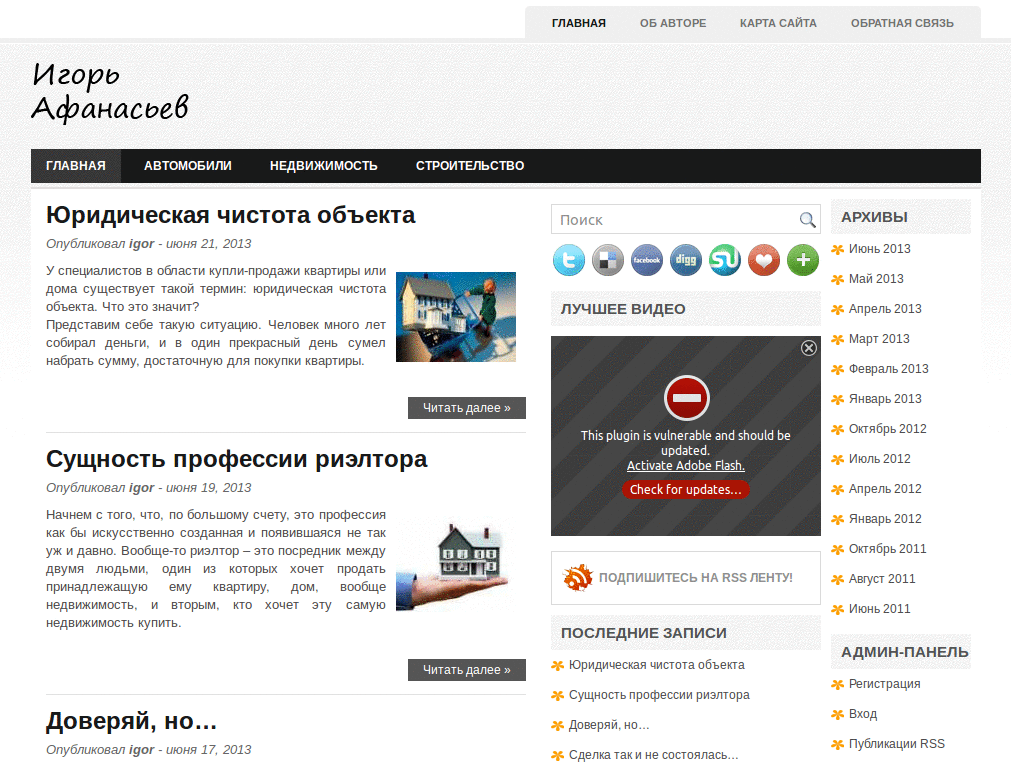 ГЛАВНАЯ ОБ АВТОРЕ КАРТА САЙТА ОБРАТНАЯ СВЯЗЬ
Игорь
Афанасьев
ГЛАВНАЯ АВТОМОБИЛИ НЕДВИЖИМОСТЬ СТРОИТЕЛЬСТВО
Юридическая чистота объекта
Опубликовал igor - июня 21, 2013
У специалистов в области купли-продажи квартиры или
дома существует такой термин: юридическая чистота
объекта. Что это значит?
Представим себе такую ситуацию. Человек много лет
собирал деньги, и в один прекрасный день сумел
набрать сумму, достаточную для покупки квартиры.
Читать далее »
Сущность профессии риэлтора
Опубликовал igor - июня 19, 2013
Начнем с того, что, по большому счету, это профессия
как бы искусственно созданная и появившаяся не так
уж и давно. Вообще-то риэлтор – это посредник между
двумя людьми, один из которых хочет продать
принадлежащую ему квартиру, дом, вообще
недвижимость, и вторым, кто хочет эту самую
недвижимость купить.
Читать далее »
Доверяй, но…
Опубликовал igor - июня 17, 2013
Поиск
facebook
digg
ЛУЧШЕЕ ВИДЕО
This plugin is vulnerable and should be
updated.
Activate Adobe Flash.
Check for updates…
ПОДПИШИТЕСЬ НА RSS ЛЕНТУ!
ПОСЛЕДНИЕ ЗАПИСИ
Юридическая чистота объекта
Сущность профессии риэлтора
Доверяй, но…
Сделка так и не состоялась…
АРХИВЫ
Июнь 2013
Май 2013
Апрель 2013
Март 2013
Февраль 2013
Январь 2013
Октябрь 2012
Июль 2012
Апрель 2012
Январь 2012
Октябрь 2011
Август 2011
Июнь 2011
АДМИН-ПАНЕЛЬ
Регистрация
Вход
Публикации RSS